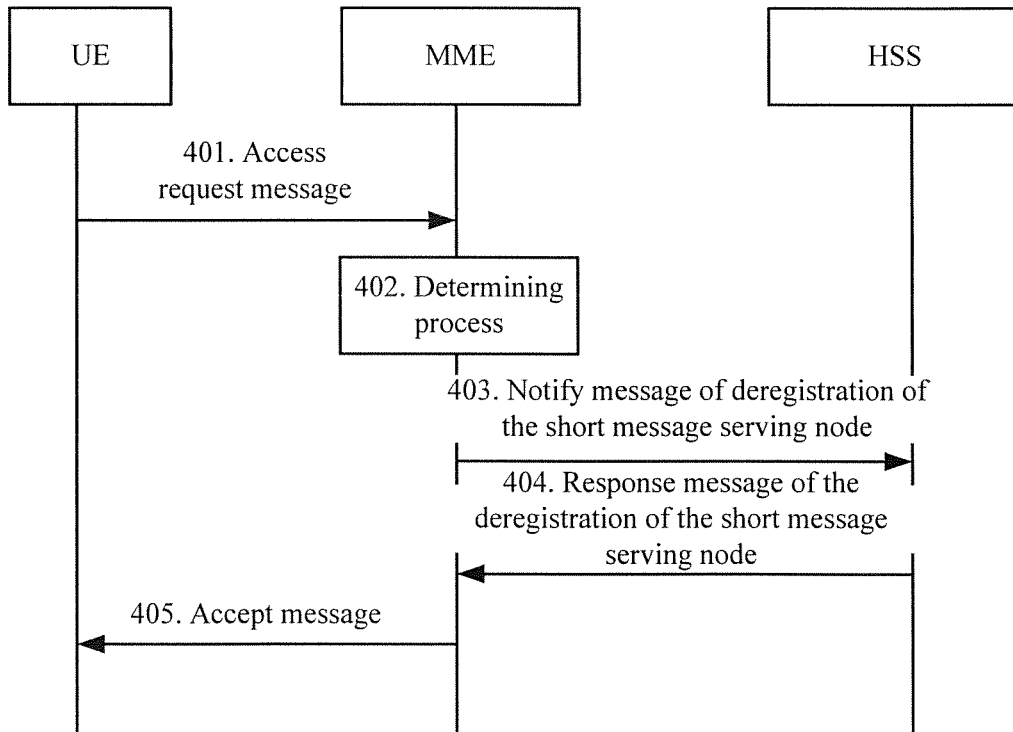 UE
MME
HSS
401. Access
request message
402. Determining
process
403. Notify message of deregistration of
the short message serving node
404. Response message of the
deregistration of the short message
serving node
405. Accept message